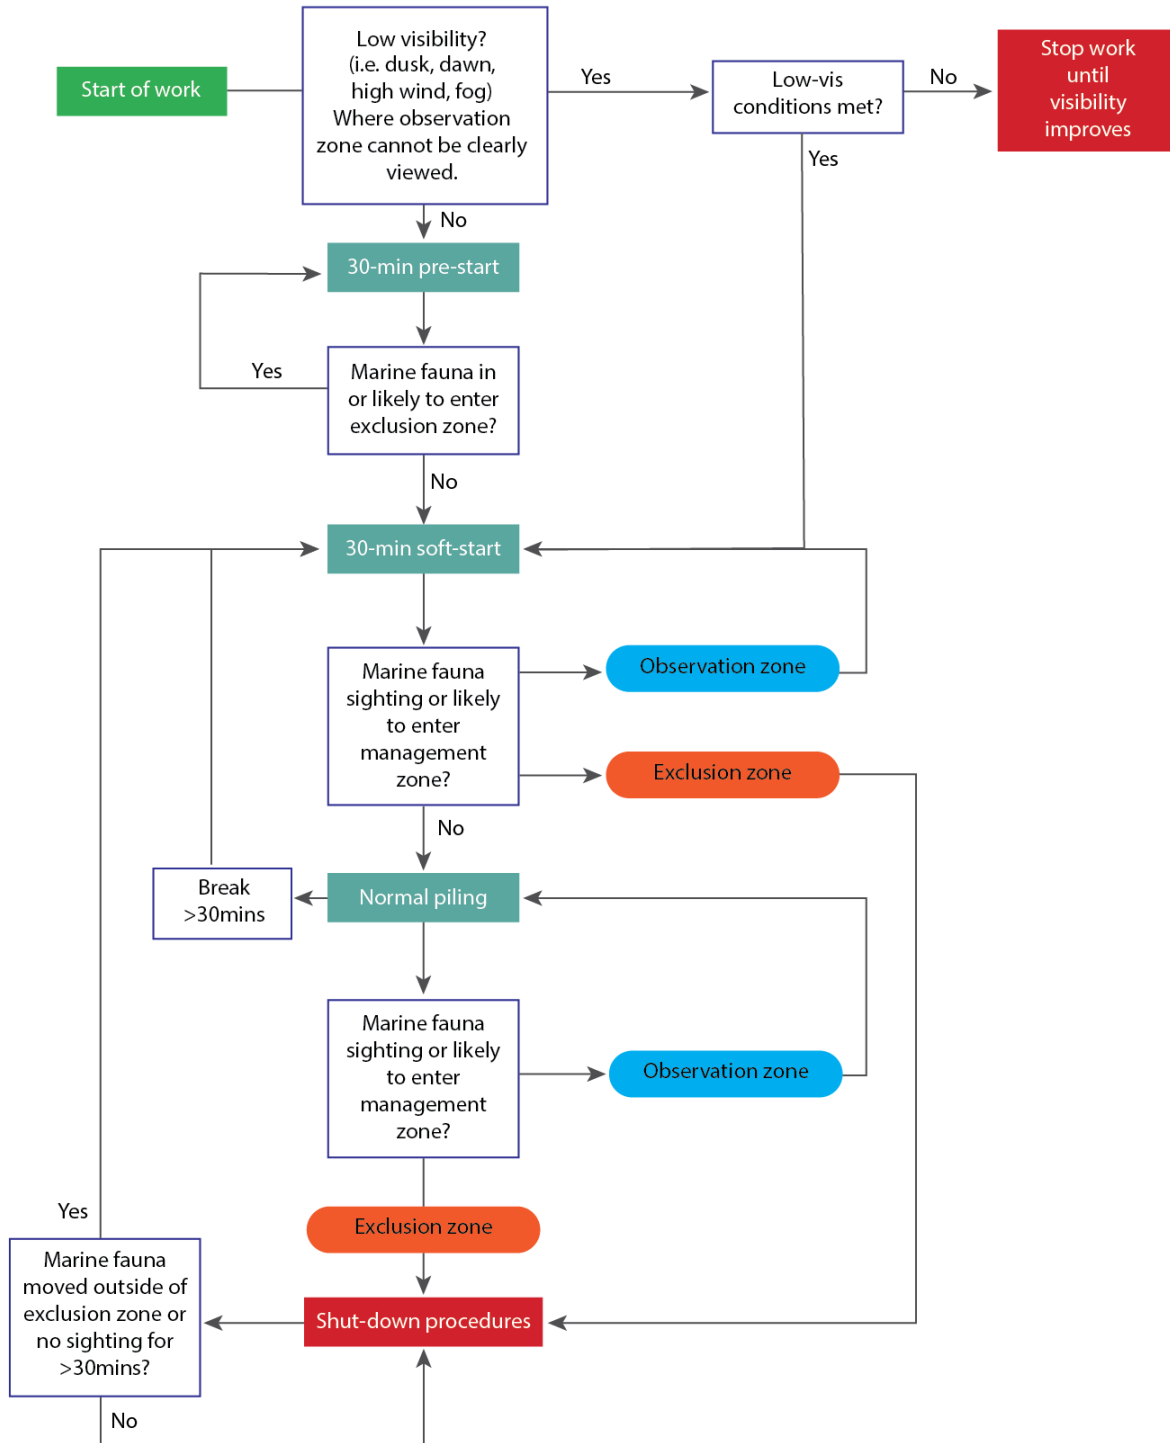 Start of work
Low visibility?
(i.e. dusk, dawn,
high wind, fog)
Where observation
zone cannot be clearly
viewed.
Yes
Low-vis
conditions met?
No
Stop work
until
visibility
improves
Yes
No
30-min pre-start
Yes
Marine fauna in
or likely to enter
exclusion zone?
No
30-min soft-start
Marine fauna
sighting or likely
to enter
management
zone?
Observation zone
Exclusion zone
No
Break
>30mins
Normal piling
Marine fauna
sighting or likely
to enter
management
zone?
Observation zone
Exclusion zone
Yes
Marine fauna
moved outside of
exclusion zone or
no sighting for
>30mins?
Shut-down procedures
No